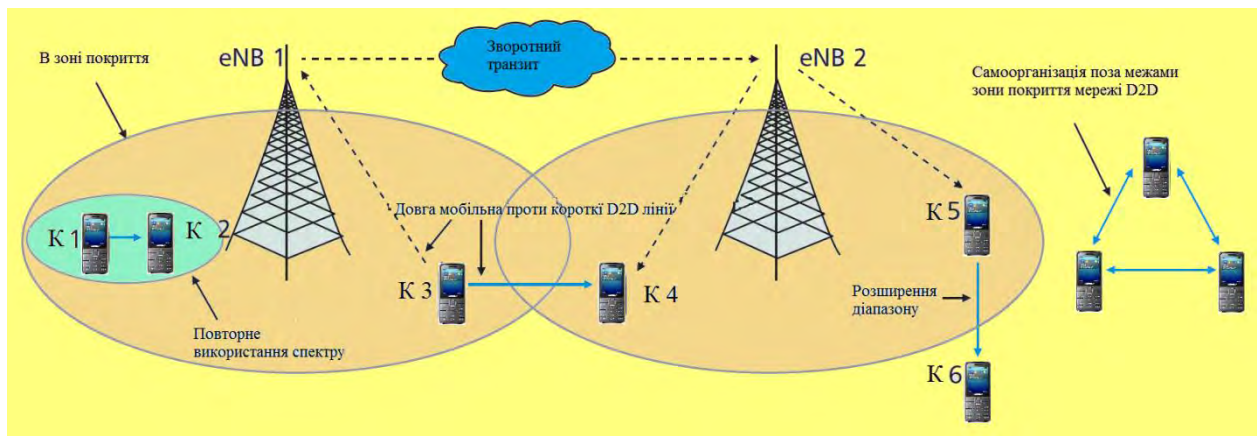 В зоні покриття
eNB 1
Зворотний
транзит
eNB 2
Самоорганізація поза межами
зони покриття мережі D2D
Довга мобільна проти короткї D2D лінії
К 1
К 2
К 3
К 4
К 5
Розширення
діапазону
Повторне
використання спектру
К 6